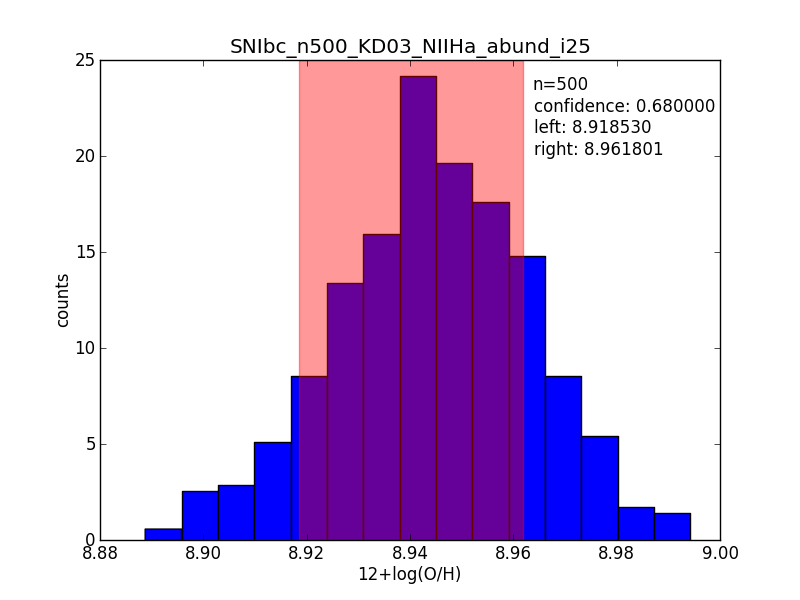 SNIbc_n500_KD03_NIIHa_abund_i25
25
20
15
10
5
0
counts
n=500
confidence: 0.680000
left: 8.918530
right: 8.961801
8.88 8.90 8.92 8.94 8.96 8.98 9.00
12+log(O/H)